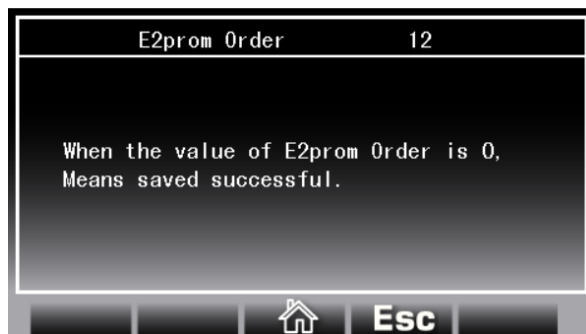 E2prom Order 12
When the value of E2prom Order is 0,
Means saved successful.
Esc